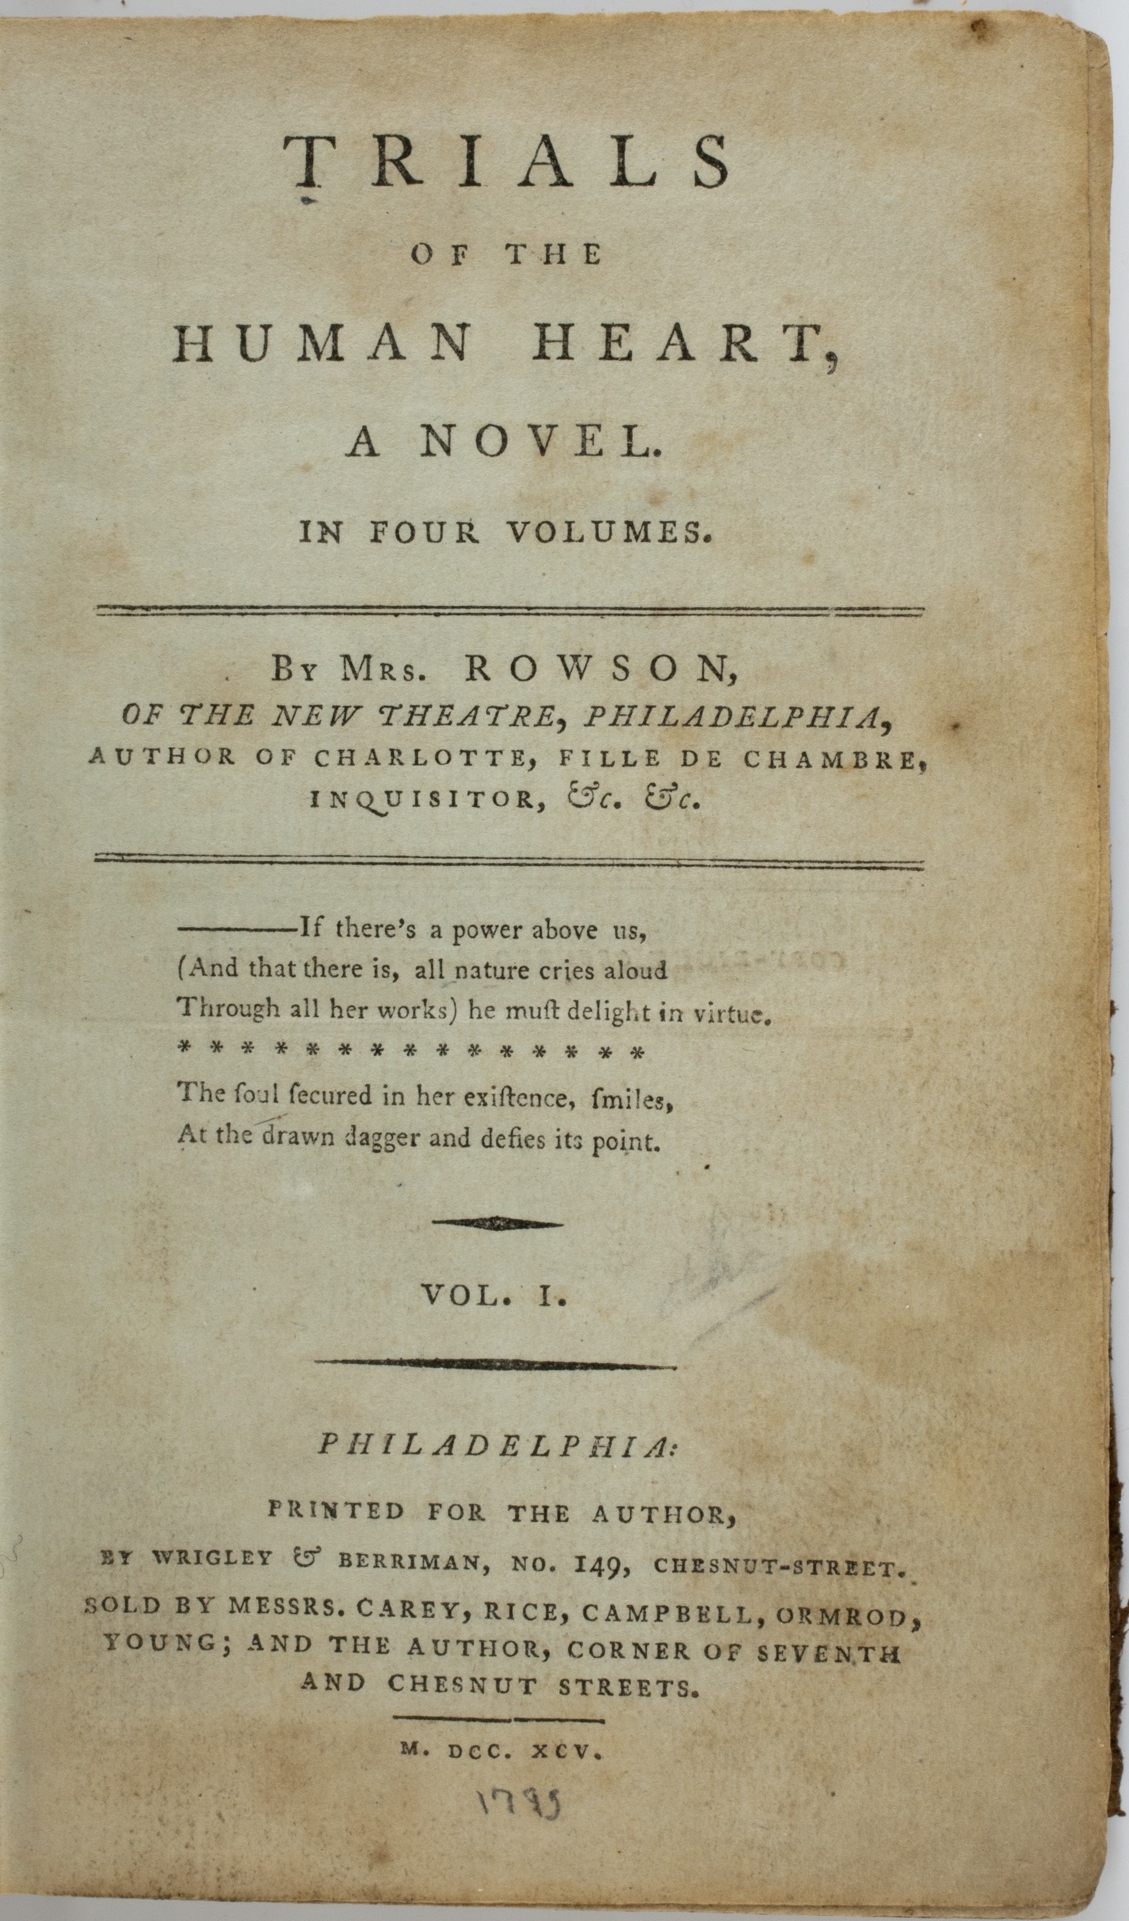 TRIALS
OF THE
HUMAN HEART,
A NOVEL.
IN FOUR VOLUMES.
BY MRS. ROWSON,
OF THE NEW THEATRE, PHILADELPHIA,
AUTHOR OF CHARLOTTE, FILLE DE CHAMBRE,
INQUISITOR, &c. &c.
———If there's a power above us,
(And that there is, all nature cries aloud
Through all her works) he muſt delight in virtue.
* * * * * * * * * * * * * * *
The ſoul ſecured in her exiſtence, ſmiles,
At the drawn dagger and defies its point.
VOL. I.
PHILADELPHIA:
PRINTED FOR THE AUTHOR,
BY WRIGLEY & BERRIMAN, NO. 149, CHESNUT-STREET.
SOLD BY MESSRS. CAREY, RICE, CAMPBELL, ORMROD,
YOUNG; AND THE AUTHOR, CORNER OF SEVENTH
AND CHESNUT STREETS.
M. DCC. XCV.
1795